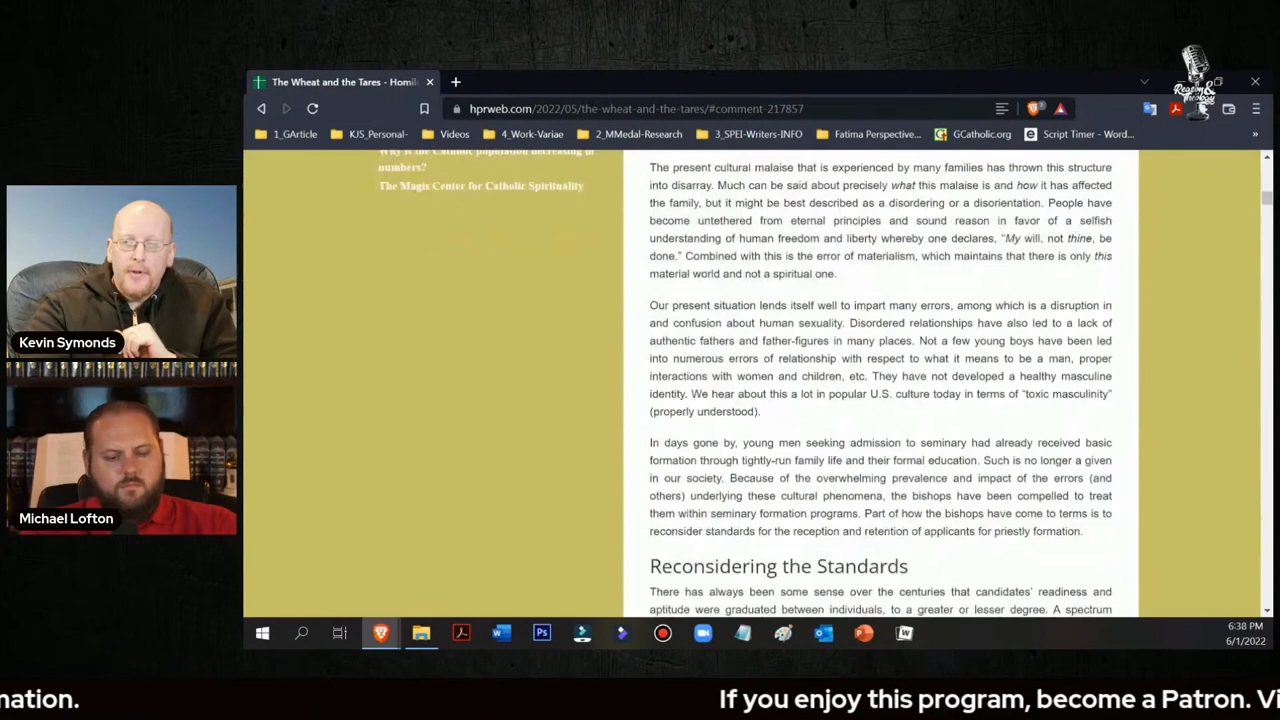 Reason &
Theology
The Wheat and the Tares - Homil
hprweb.com/2022/05/the-wheat-and-the-tares/#comment-217857
1_GArticle KJS_Personal- Videos 4_Work-Variae 2_MMedal-Research 3_SPEI-Writers-INFO Fatima Perspective... GCatholic.org Script Timer - Word... »
Why is the Catholic population decreasing in
numbers?
The Magis Center for Catholic Spirituality
The present cultural malaise that is experienced by many families has thrown this structure
into disarray. Much can be said about precisely what this malaise is and how it has affected
the family, but it might be best described as a disordering or a disorientation. People have
become untethered from eternal principles and sound reason in favor of a selfish
understanding of human freedom and liberty whereby one declares, “My will, not thine, be
done.” Combined with this is the error of materialism, which maintains that there is only this
material world and not a spiritual one.
Our present situation lends itself well to impart many errors, among which is a disruption in
and confusion about human sexuality. Disordered relationships have also led to a lack of
authentic fathers and father-figures in many places. Not a few young boys have been led
into numerous errors of relationship with respect to what it means to be a man, proper
interactions with women and children, etc. They have not developed a healthy masculine
identity. We hear about this a lot in popular U.S. culture today in terms of “toxic masculinity”
(properly understood).
In days gone by, young men seeking admission to seminary had already received basic
formation through tightly-run family life and their formal education. Such is no longer a given
in our society. Because of the overwhelming prevalence and impact of the errors (and
others) underlying these cultural phenomena, the bishops have been compelled to treat
them within seminary formation programs. Part of how the bishops have come to terms is to
reconsider standards for the reception and retention of applicants for priestly formation.
Reconsidering the Standards
There has always been some sense over the centuries that candidates’ readiness and
aptitude were graduated between individuals, to a greater or lesser degree. A spectrum
Kevin Symonds
Michael Lofton
6:38 PM
6/1/2022
mation. If you enjoy this program, become a Patron. Vi